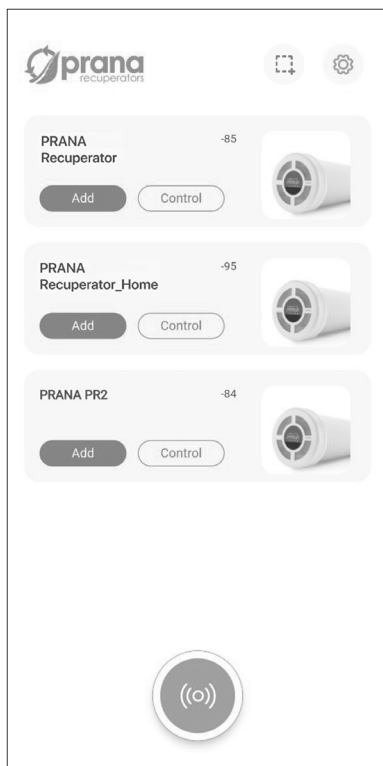 prana
recuperators
PRANA
Recuperator
-85
Add
Control
PRANA
Recuperator_Home
-95
Add
Control
PRANA PR2
-84
Add
Control